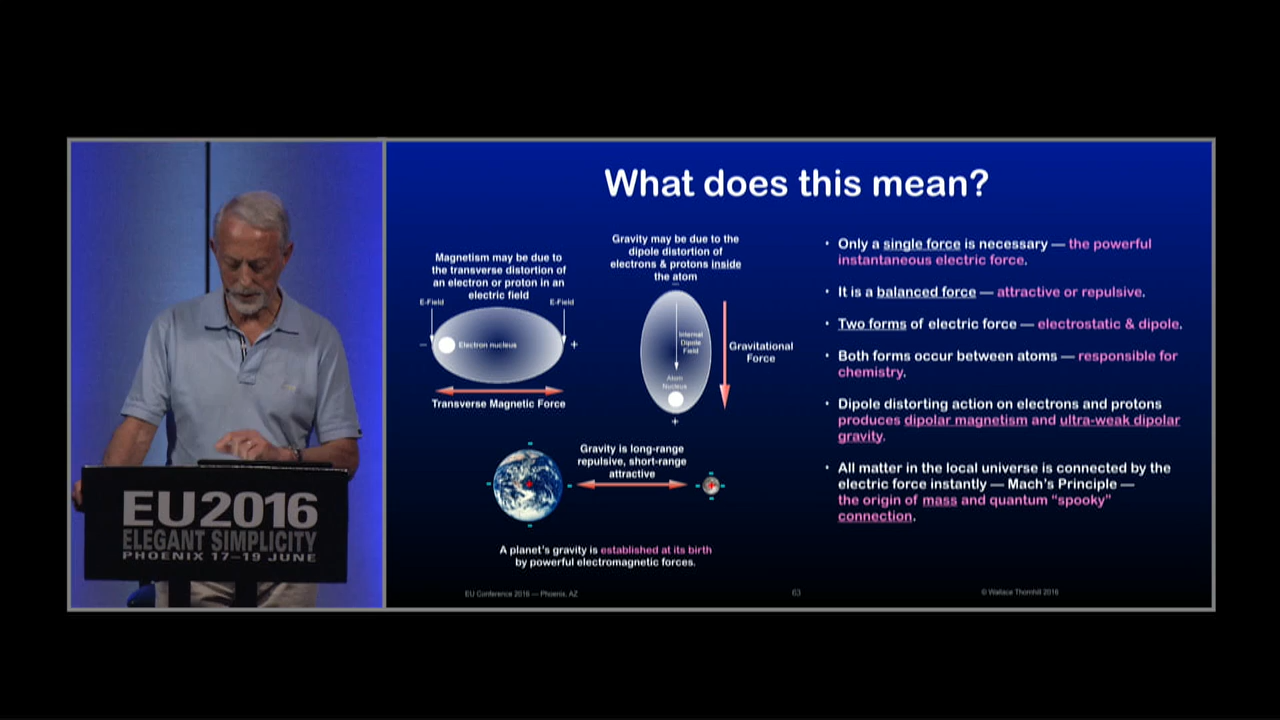 EU2016
ELEGANT SIMPLICITY
PHOENIX 17–19 JUNE
What does this mean?
Magnetism may be due to
the transverse distortion of
an electron or proton in an
electric field
E-Field
E-Field
–
Electron nucleus
+
Transverse Magnetic Force
Gravity may be due to the
dipole distortion of
electrons & protons inside
the atom
–
Internal
Dipole
Field
Atom
Nucleus
+
Gravitational
Force
Gravity is long-range
repulsive, short-range
attractive
A planet's gravity is established at its birth
by powerful electromagnetic forces.
• Only a single force is necessary — the powerful
instantaneous electric force.
• It is a balanced force — attractive or repulsive.
• Two forms of electric force — electrostatic & dipole.
• Both forms occur between atoms — responsible for
chemistry.
• Dipole distorting action on electrons and protons
produces dipolar magnetism and ultra-weak dipolar
gravity.
• All matter in the local universe is connected by the
electric force instantly — Mach's Principle —
the origin of mass and quantum “spooky”
connection.
EU Conference 2016 — Phoenix, AZ
63
© Wallace Thornhill 2016